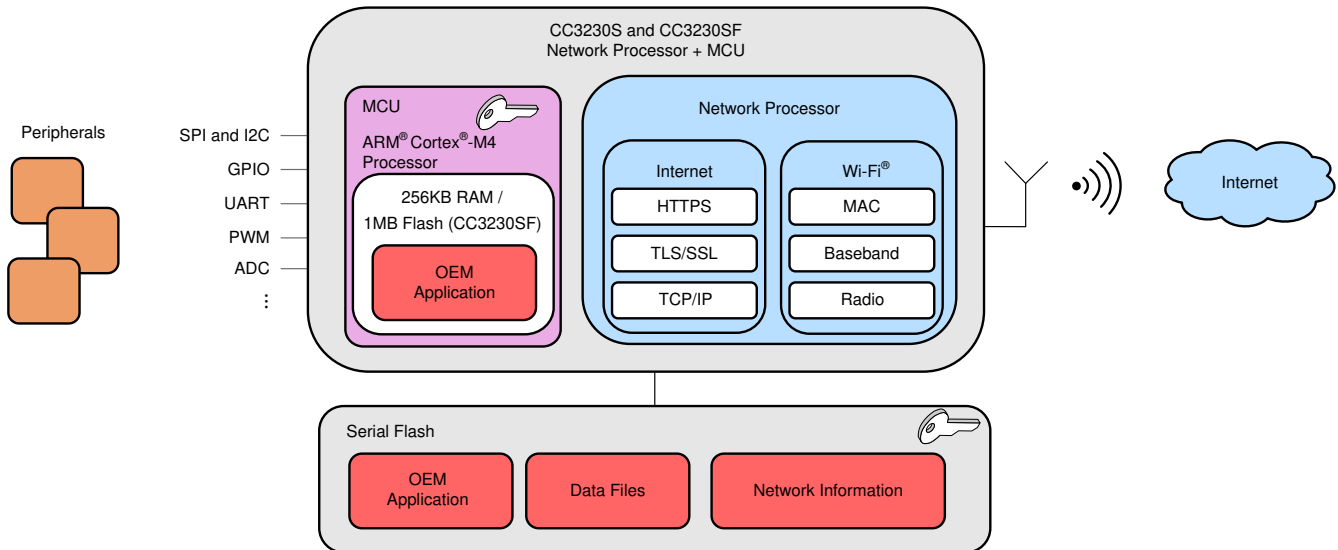 CC3230S and CC3230SF
Network Processor + MCU
Peripherals
SPI and I2C
GPIO
UART
PWM
ADC
⋮
MCU
ARM® Cortex®-M4
Processor
256KB RAM /
1MB Flash (CC3230SF)
OEM
Application
Network Processor
Internet
HTTPS
TLS/SSL
TCP/IP
Wi-Fi®
MAC
Baseband
Radio
Internet
Serial Flash
OEM
Application
Data Files
Network Information